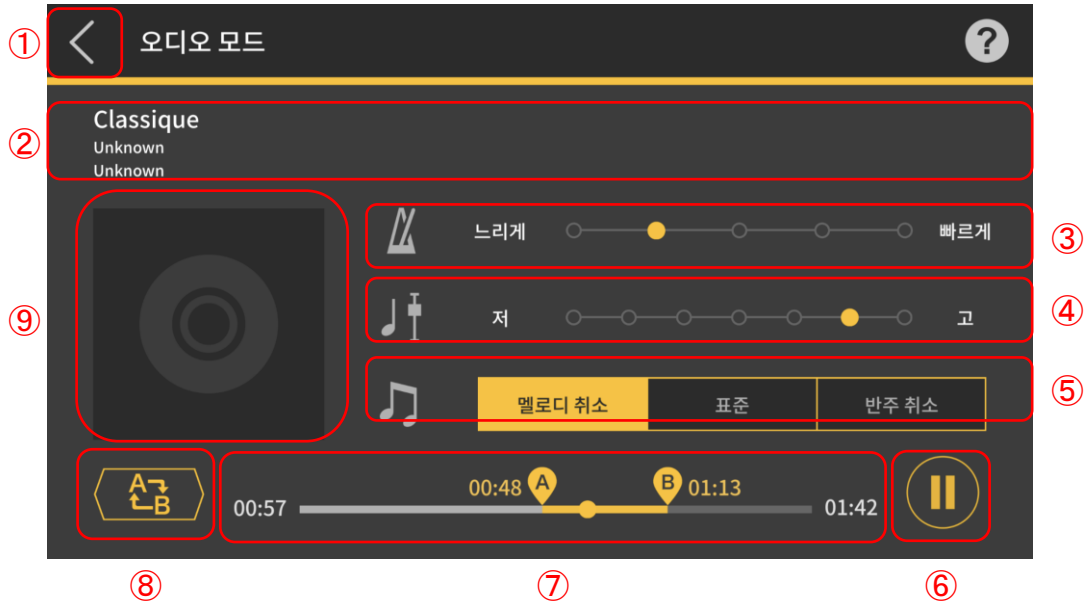 ① 오디오 모드 ?
② Classique
Unknown
Unknown
느리게 빠르게 ③
저 고 ④
⑨
멜로디 취소 표준 반주 취소 ⑤
A B 00:48 A B 01:13
00:57 01:42
⑧ ⑦ ⑥